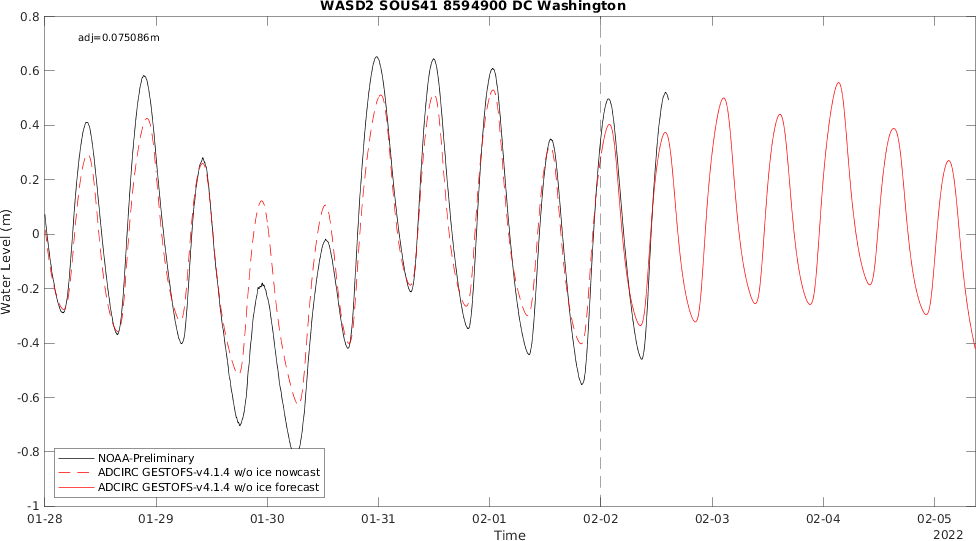 WASD2 SOUS41 8594900 DC Washington
adj=0.075086m
0.8
0.6
0.4
0.2
0
-0.2
-0.4
-0.6
-0.8
-1
Water Level (m)
NOAA-Preliminary
ADCIRC GESTOFS-v4.1.4 w/o ice nowcast
ADCIRC GESTOFS-v4.1.4 w/o ice forecast
01-28 01-29 01-30 01-31 02-01 02-02 02-03 02-04 02-05
Time
2022